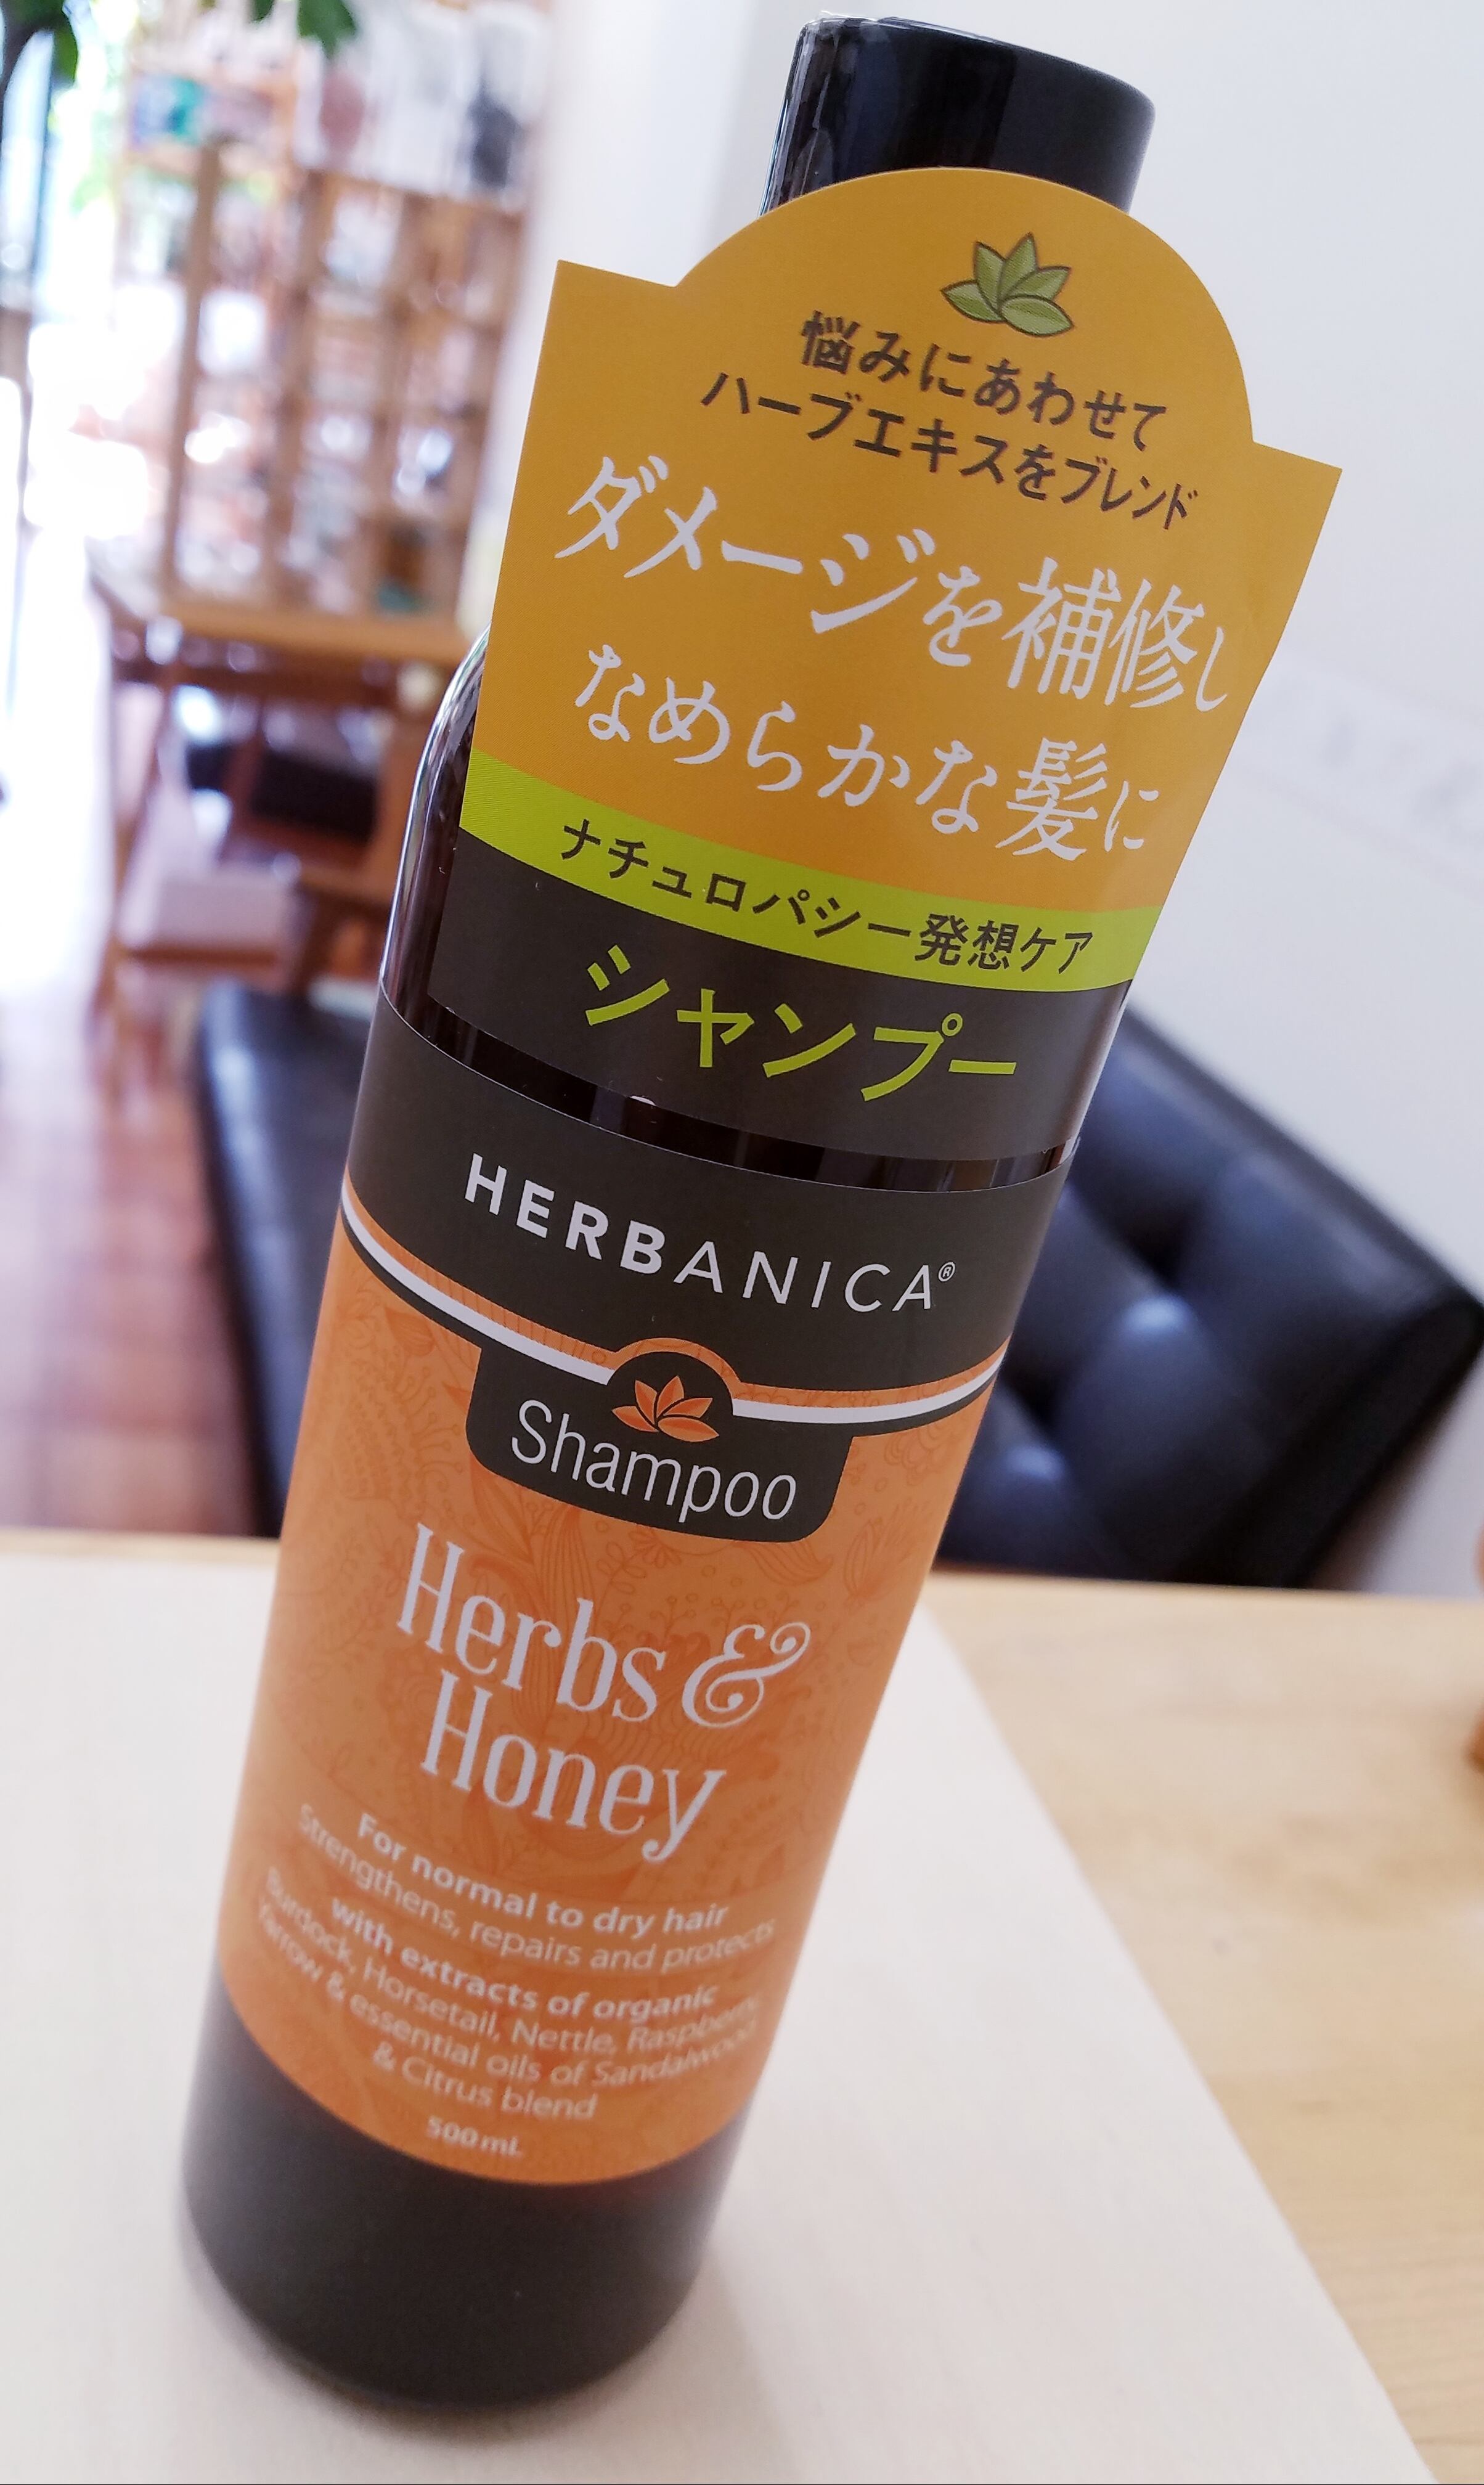 悩みにあわせて
ハーブエキスをブレンド
ダメージを補修し
なめらかな髪に
ナチュロパシー発想ケア
シャンプー
HERBANICA®
Shampoo
Herbs &
Honey
For normal to dry hair
Strengthens, repairs and protects
with extracts of organic
Burdock, Horsetail, Nettle, Raspberry,
Yarrow & essential oils of Sandalwood
& Citrus blend
500mL